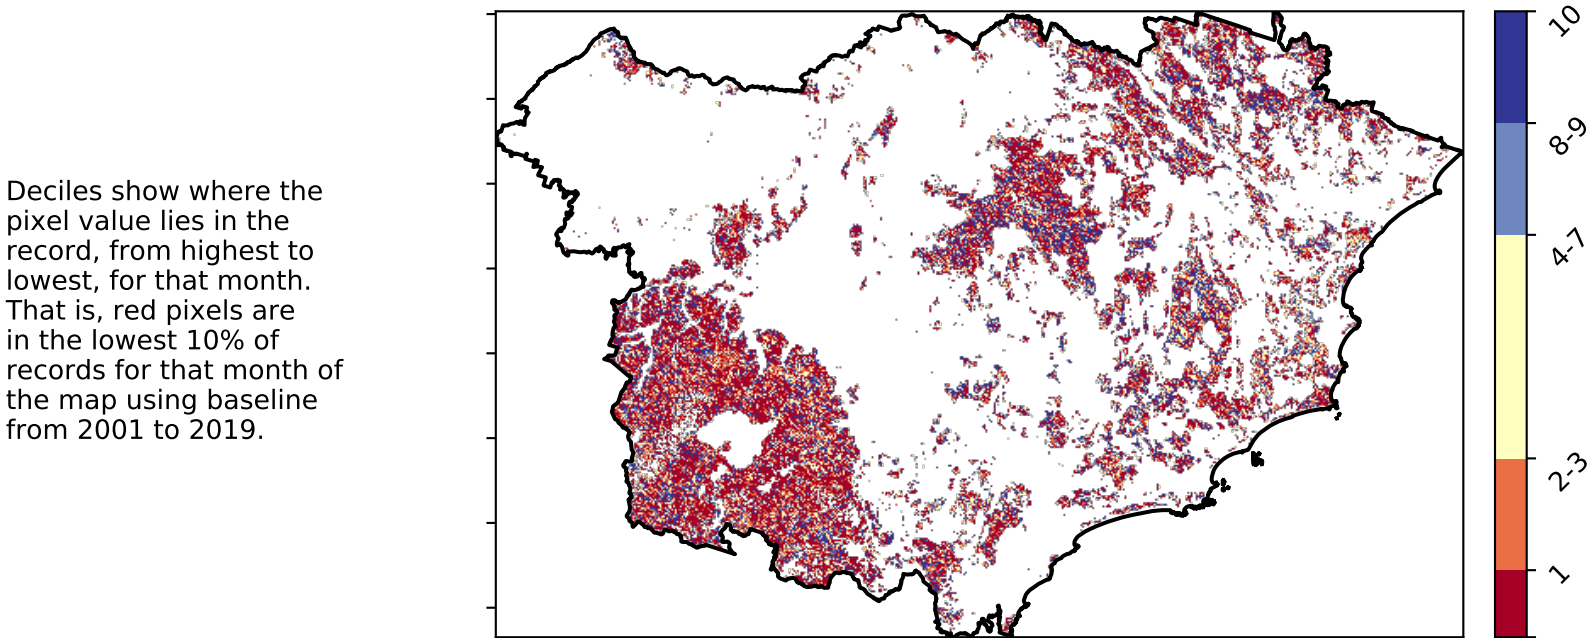 Deciles show where the
pixel value lies in the
record, from highest to
lowest, for that month.
That is, red pixels are
in the lowest 10% of
records for that month of
the map using baseline
from 2001 to 2019.
10
8-9
4-7
2-3
1